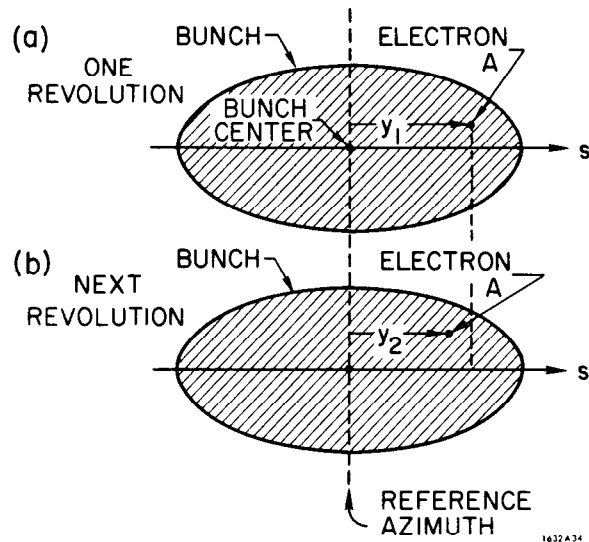 (a)
BUNCH
ELECTRON
A
ONE
REVOLUTION
BUNCH
CENTER
y₁
s
(b)
BUNCH
ELECTRON
A
NEXT
REVOLUTION
y₂
s
REFERENCE
AZIMUTH
1632A34